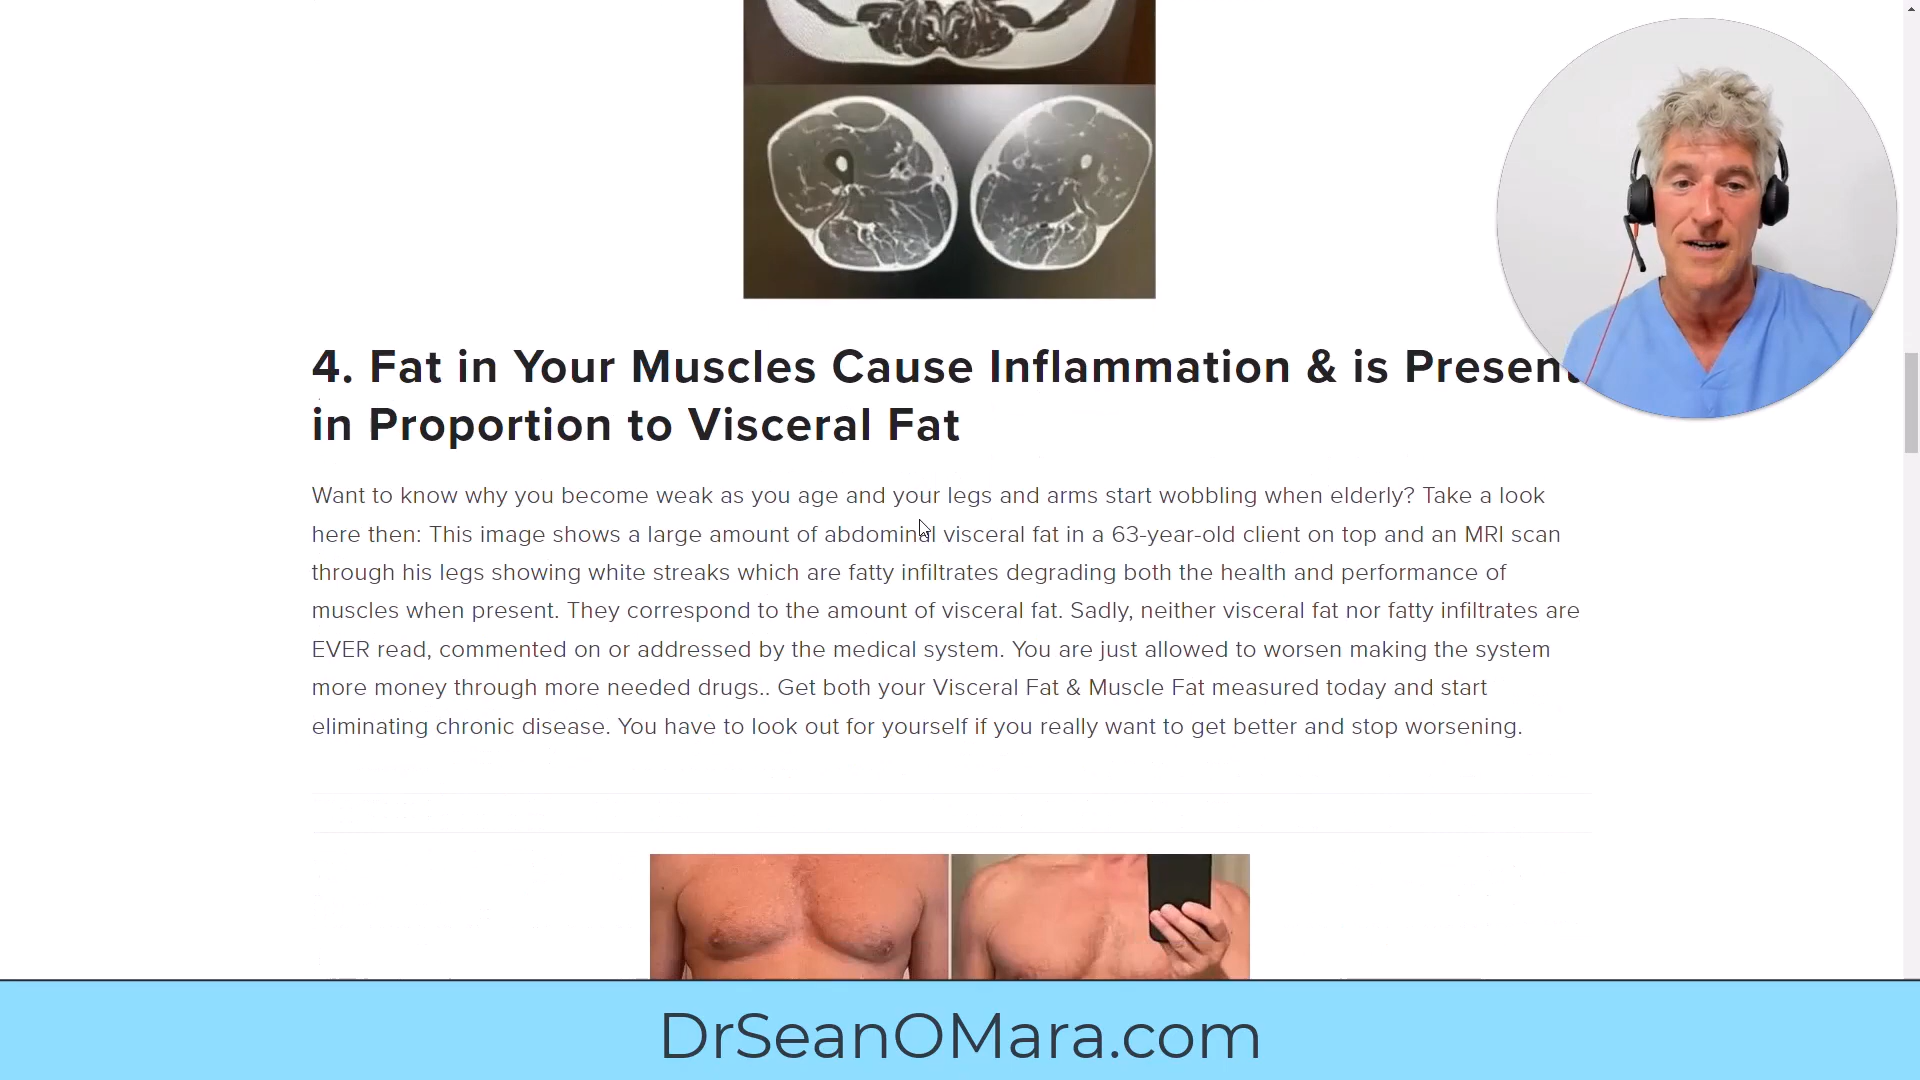 4. Fat in Your Muscles Cause Inflammation & is Present
in Proportion to Visceral Fat
Want to know why you become weak as you age and your legs and arms start wobbling when elderly? Take a look
here then: This image shows a large amount of abdominal visceral fat in a 63-year-old client on top and an MRI scan
through his legs showing white streaks which are fatty infiltrates degrading both the health and performance of
muscles when present. They correspond to the amount of visceral fat. Sadly, neither visceral fat nor fatty infiltrates are
EVER read, commented on or addressed by the medical system. You are just allowed to worsen making the system
more money through more needed drugs.. Get both your Visceral Fat & Muscle Fat measured today and start
eliminating chronic disease. You have to look out for yourself if you really want to get better and stop worsening.
DrSeanOMara.com